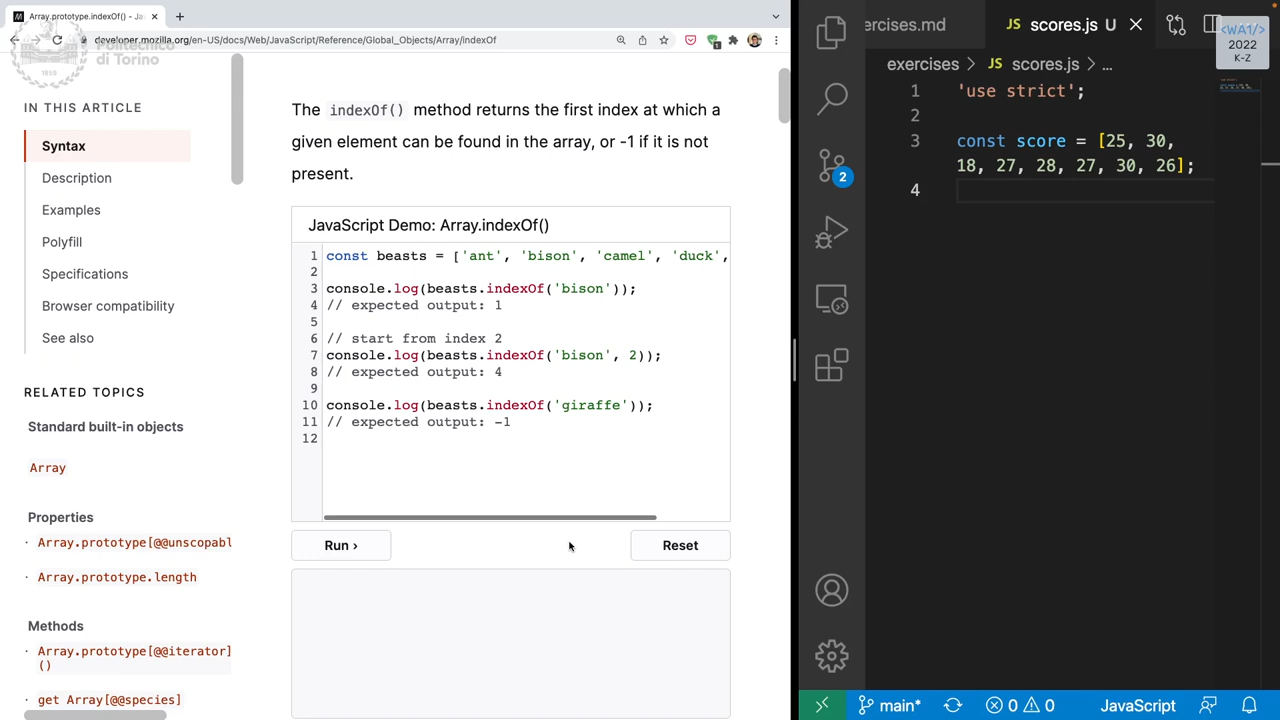 Array.prototype.indexOf() - Ja
developer.mozilla.org/en-US/docs/Web/JavaScript/Reference/Global_Objects/Array/indexOf
Politecnico
di Torino
1859
IN THIS ARTICLE
Syntax
Description
Examples
Polyfill
Specifications
Browser compatibility
See also
RELATED TOPICS
Standard built-in objects
Array
Properties
Array.prototype[@@unscopabl
Array.prototype.length
Methods
Array.prototype[@@iterator]
()
get Array[@@species]
The indexOf() method returns the first index at which a
given element can be found in the array, or -1 if it is not
present.
JavaScript Demo: Array.indexOf()
1 const beasts = ['ant', 'bison', 'camel', 'duck',
2
3 console.log(beasts.indexOf('bison'));
4 // expected output: 1
5
6 // start from index 2
7 console.log(beasts.indexOf('bison', 2));
8 // expected output: 4
9
10 console.log(beasts.indexOf('giraffe'));
11 // expected output: -1
12
Run ›
Reset
ercises.md
JS scores.js U
<WA1/>
2022
K-Z
exercises > JS scores.js > ...
1 'use strict';
2
3 const score = [25, 30,
18, 27, 28, 27, 30, 26];
4
2
main* 0 0 JavaScript